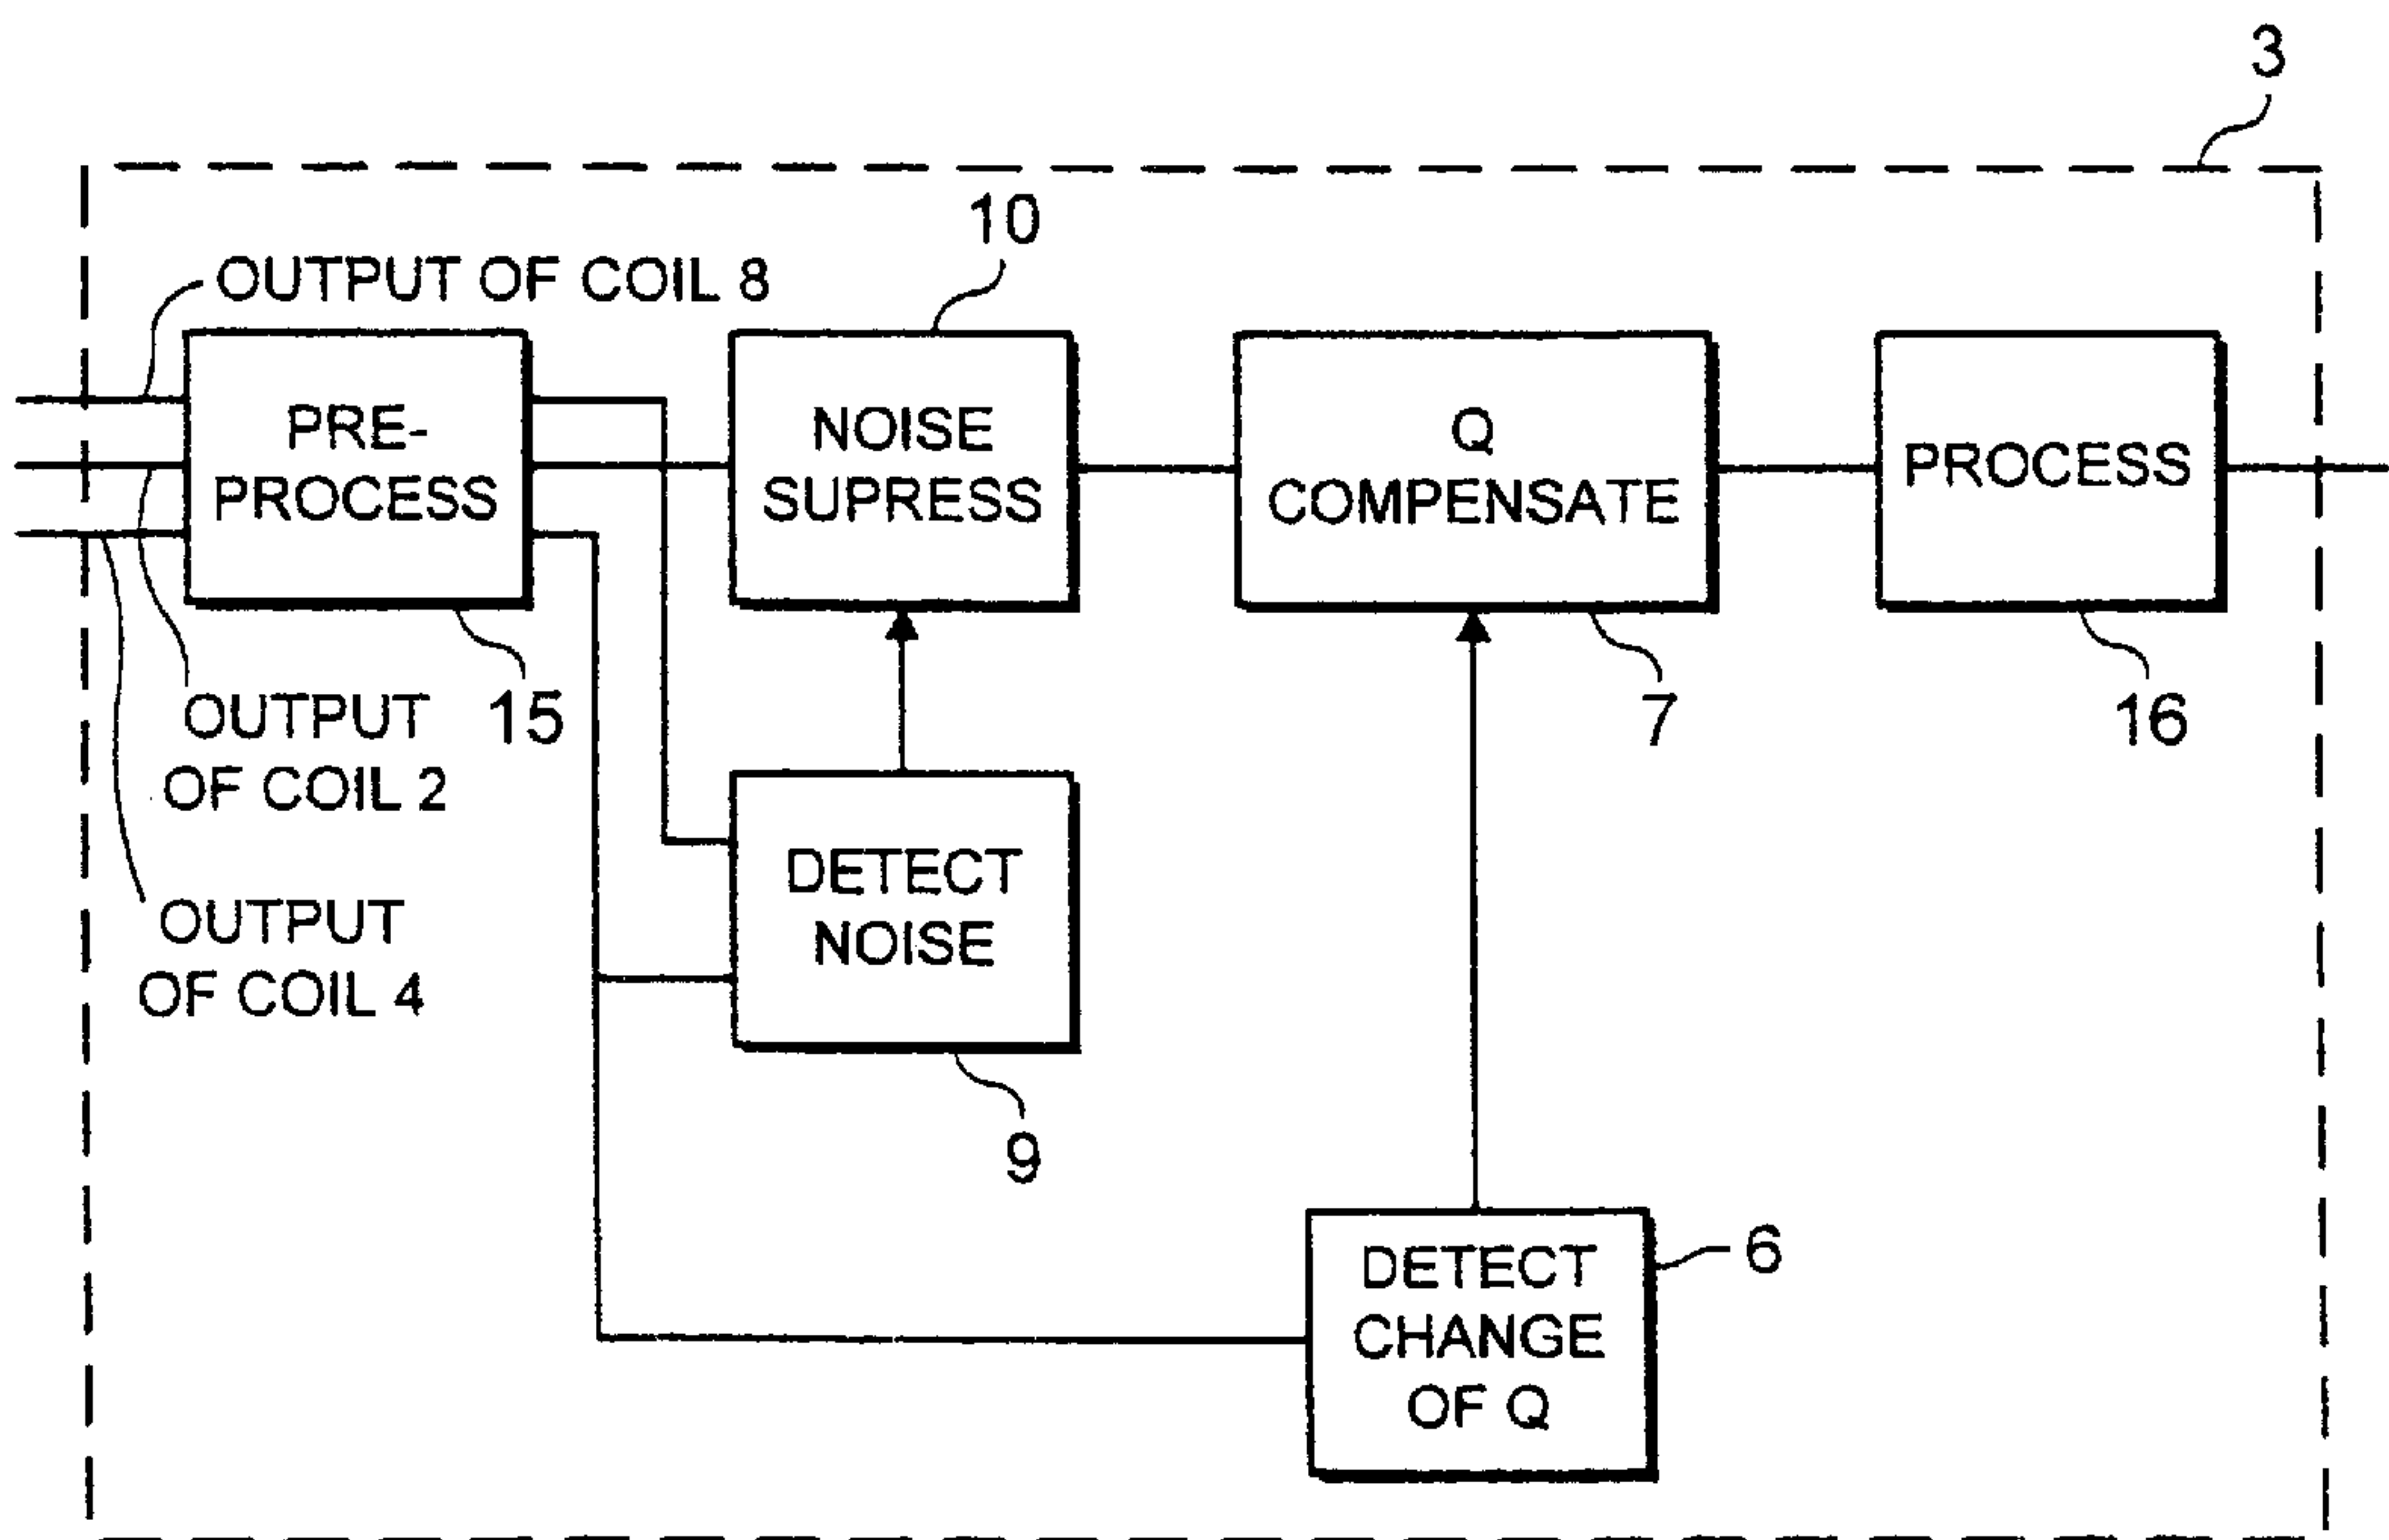 3
10
OUTPUT OF COIL 8
PRE-
PROCESS
NOISE
SUPRESS
Q
COMPENSATE
PROCESS
OUTPUT
OF COIL 2
15
7
16
DETECT
NOISE
OUTPUT
OF COIL 4
9
DETECT
CHANGE
OF Q
6